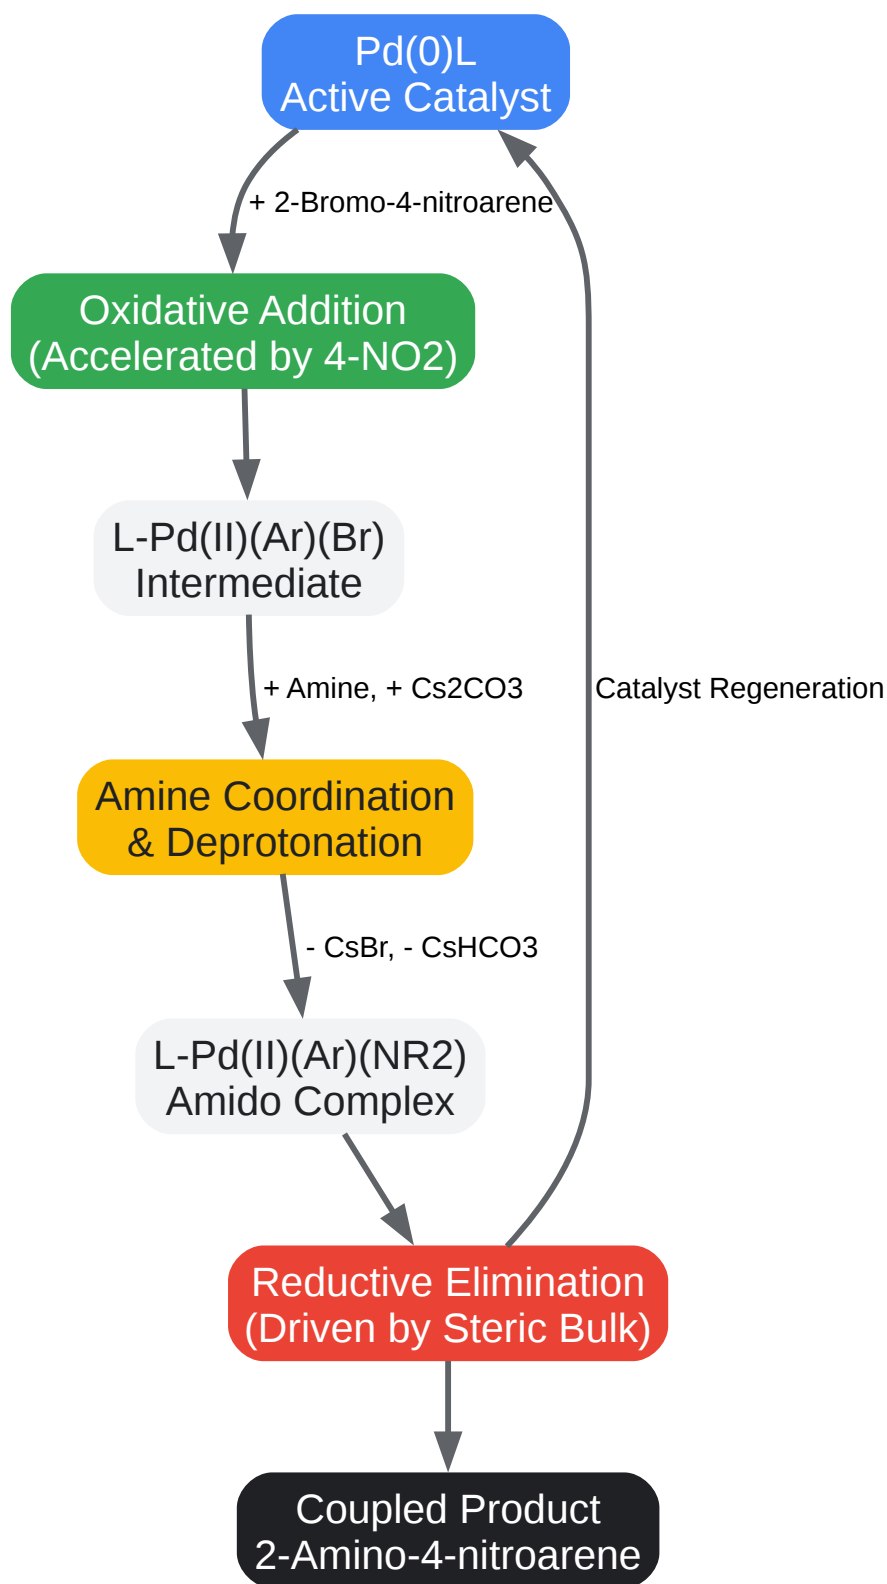 Pd(0)L
Active Catalyst
+ 2-Bromo-4-nitroarene
Oxidative Addition
(Accelerated by 4-NO2)
L-Pd(II)(Ar)(Br)
Intermediate
+ Amine, + Cs2CO3
Catalyst Regeneration
Amine Coordination
& Deprotonation
- CsBr, - CsHCO3
L-Pd(II)(Ar)(NR2)
Amido Complex
Reductive Elimination
(Driven by Steric Bulk)
Coupled Product
2-Amino-4-nitroarene